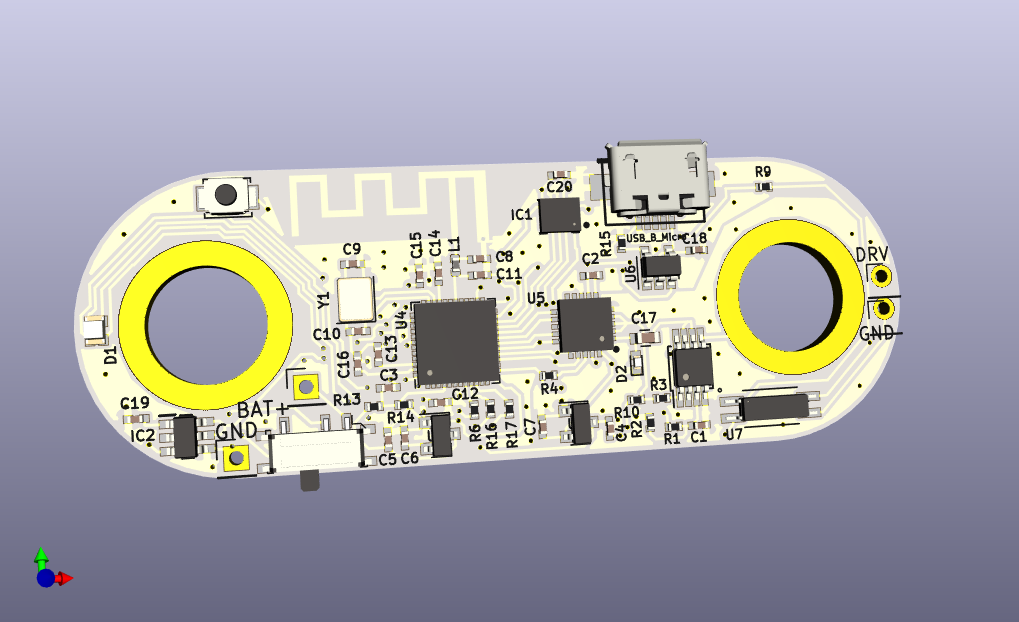 R9
C20
IC1
R15
USB_B_Micro
C18
DRV
C15
C14
L1
C9
C8
C11
C2
U6
Y1
U4
U5
GND
C10
C17
C13
C16
D1
C3
D2
R4
R3
C19
BAT+
R13
C12
R14
R10
IC2
GND
R6
R16
R17
C7
C4
R2
R1
C1
U7
C5
C6